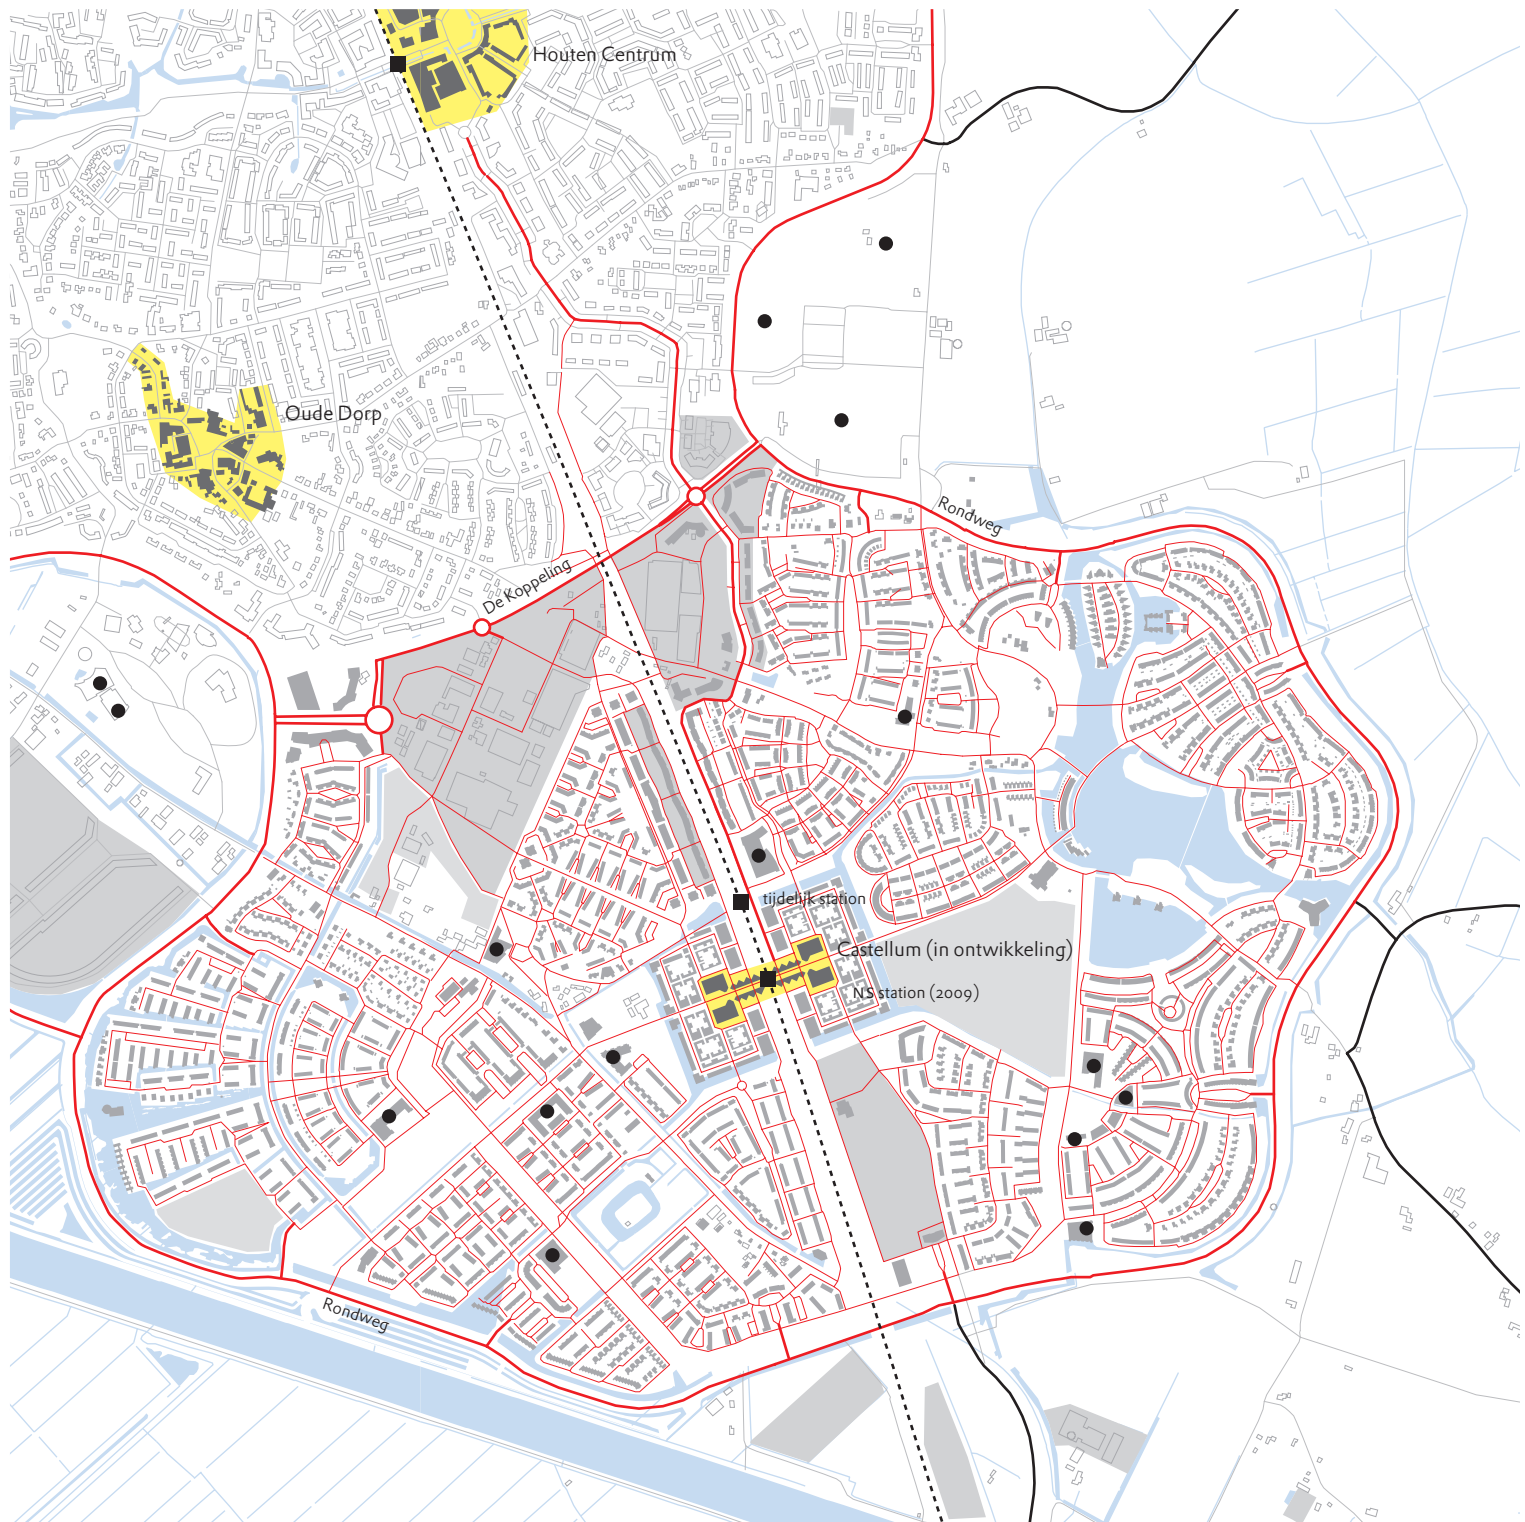 Houten Centrum
Oude Dorp
Rondweg
De Koppeling
tijdelijk station
Castellum (in ontwikkeling)
NS station (2009)
Rondweg